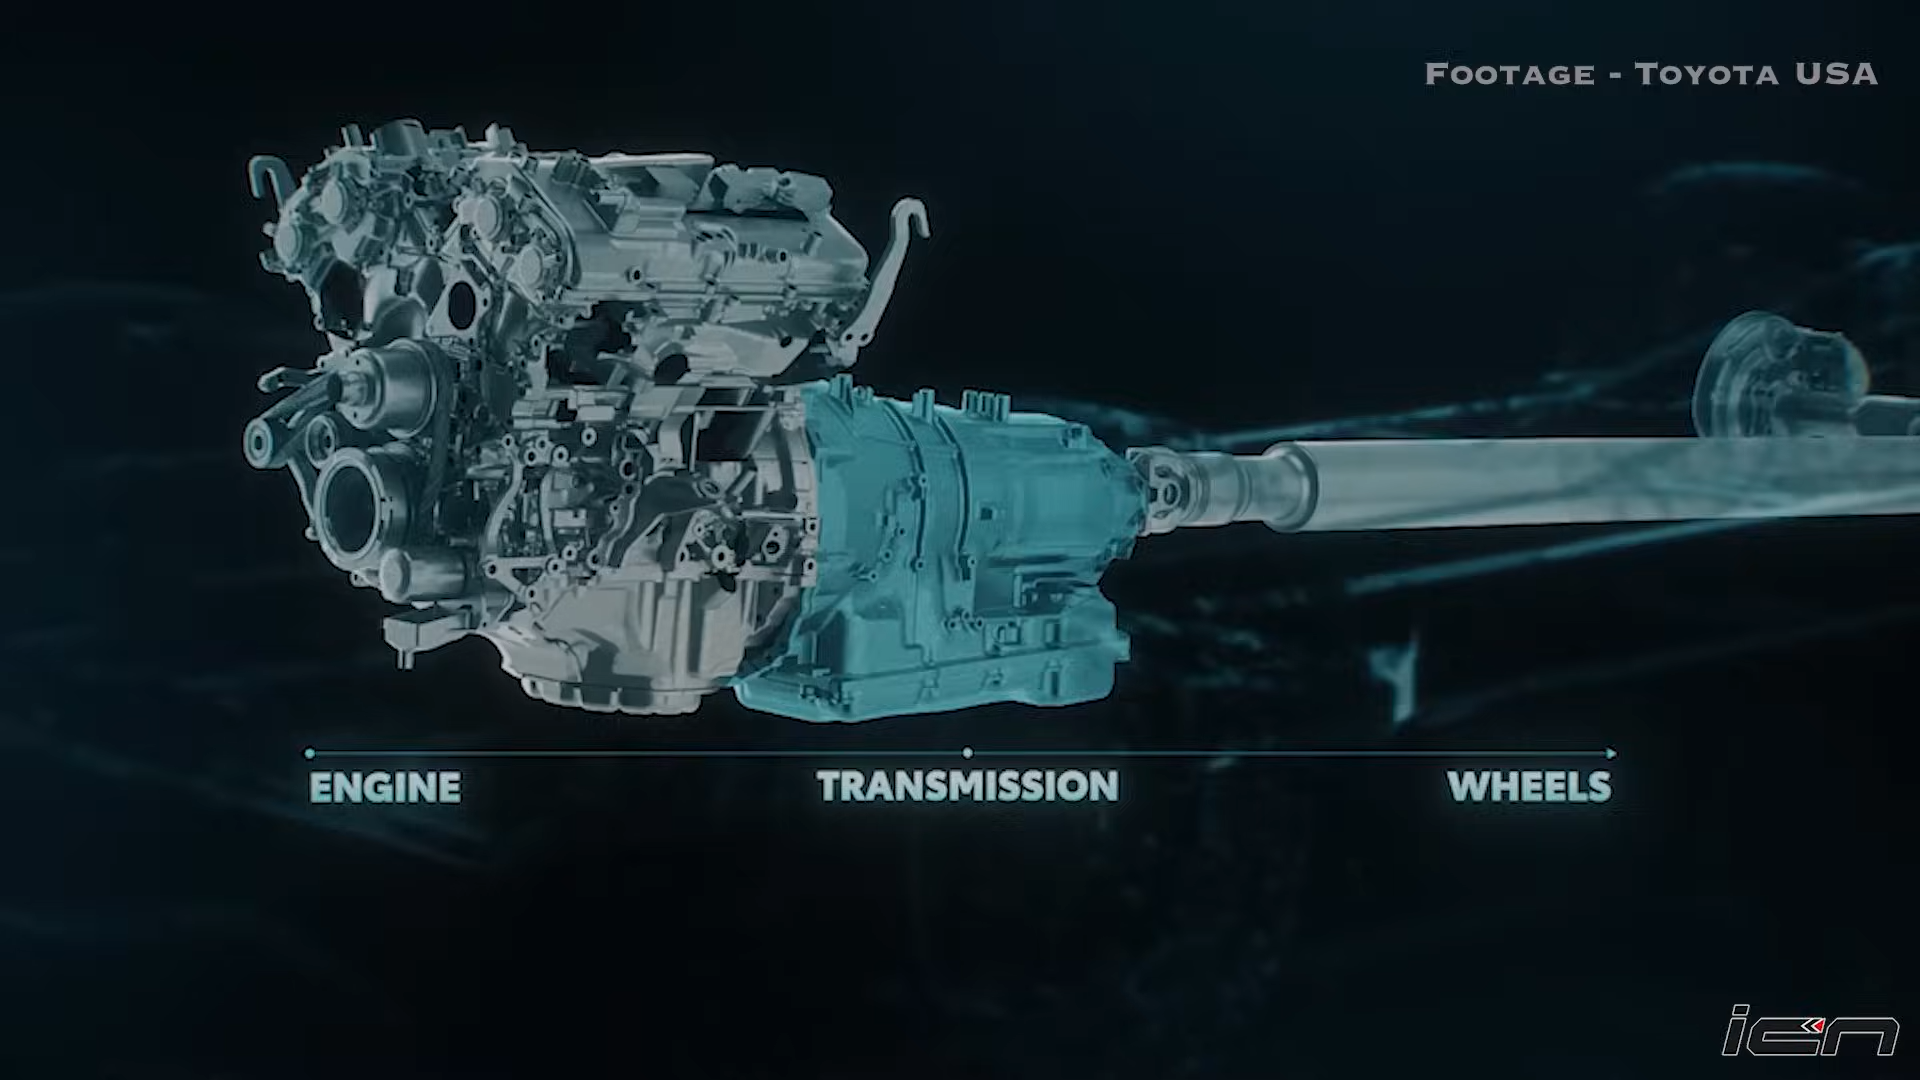 FOOTAGE - TOYOTA USA
ENGINE
TRANSMISSION
WHEELS
icn